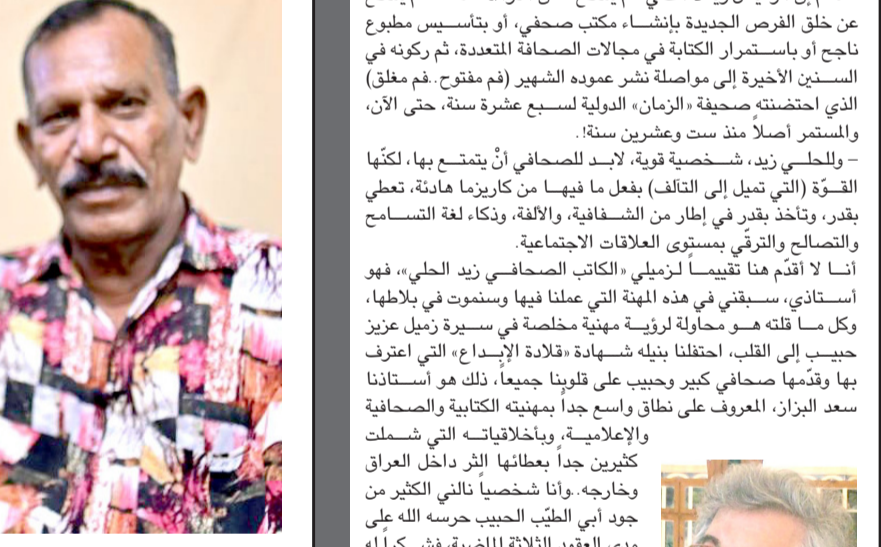 عن خلق الفرص الجديدة بإنشاء مكتب صحفي، أو بتأسيس مطبوع
ناجح أو باستمرار الكتابة في مجالات الصحافة المتعددة، ثم ركونه في
السنين الأخيرة إلى مواصلة نشر عموده الشهير (فم مفتوح..فم مغلق)
الذي احتضنته صحيفة «الزمان» الدولية لسبع عشرة سنة، حتى الآن،
والمستمر أصلاً منذ ست وعشرين سنة!.
– وللحلي زيد، شخصية قوية، لابد للصحافي أنْ يتمتع بها، لكنّها
القوّة (التي تميل إلى التآلف) بفعل ما فيها من كاريزما هادئة، تعطي
بقدر، وتأخذ بقدر في إطار من الشفافية، والألفة، وذكاء لغة التسامح
والتصالح والترقّي بمستوى العلاقات الاجتماعية.
أنا لا أقدّم هنا تقييماً لزميلي «الكاتب الصحافي زيد الحلي»، فهو
أستاذي، سبقني في هذه المهنة التي عملنا فيها وسنموت في بلاطها،
وكل ما قلته هو محاولة لرؤية مهنية مخلصة في سيرة زميل عزيز
حبيب إلى القلب، احتفلنا بنيله شهادة «قلادة الإبداع» التي اعترف
بها وقدّمها صحافي كبير وحبيب على قلوبنا جميعاً، ذلك هو أستاذنا
سعد البزاز، المعروف على نطاق واسع جداً بمهنيته الكتابية والصحافية
والإعلامية، وبأخلاقياته التي شملت
كثيرين جداً بعطائها الثر داخل العراق
وخارجه..وأنا شخصياً نالني الكثير من
جود أبي الطيّب الحبيب حرسه الله على
مدى العقود الثلاثة الماضية، فشكراً له